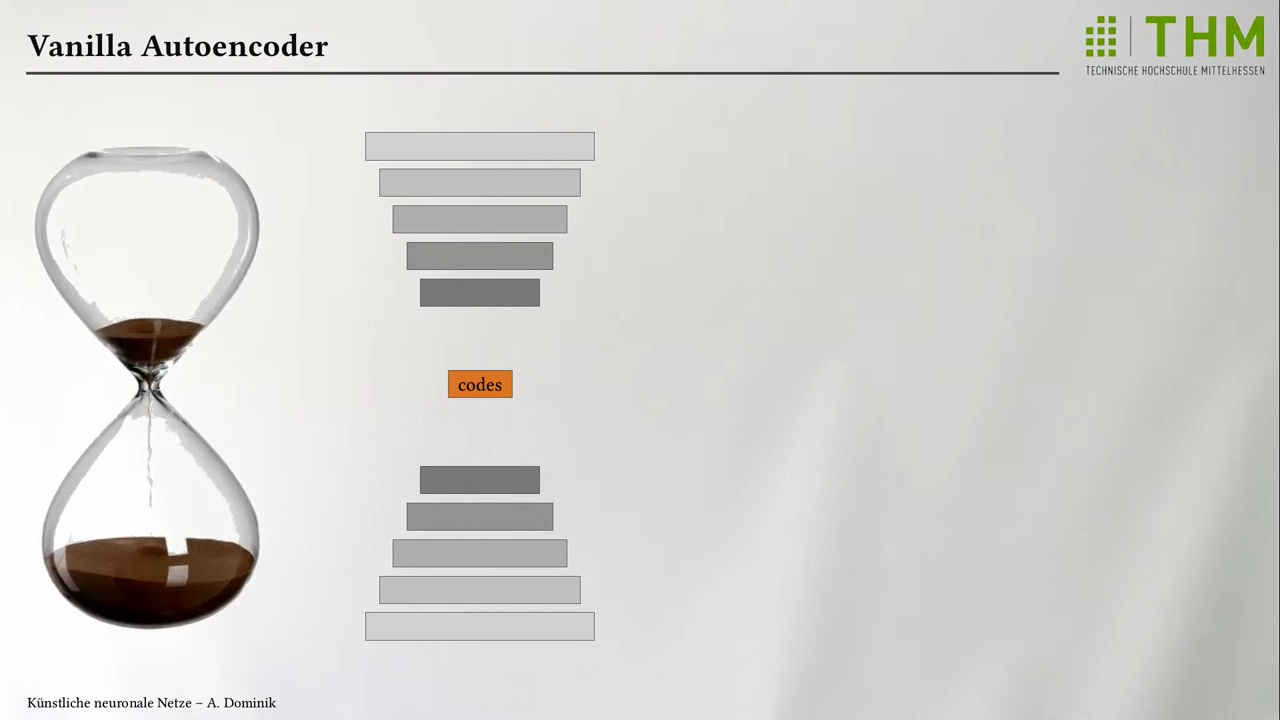 Vanilla Autoencoder
THM
TECHNISCHE HOCHSCHULE MITTELHESSEN
codes
Künstliche neuronale Netze – A. Dominik